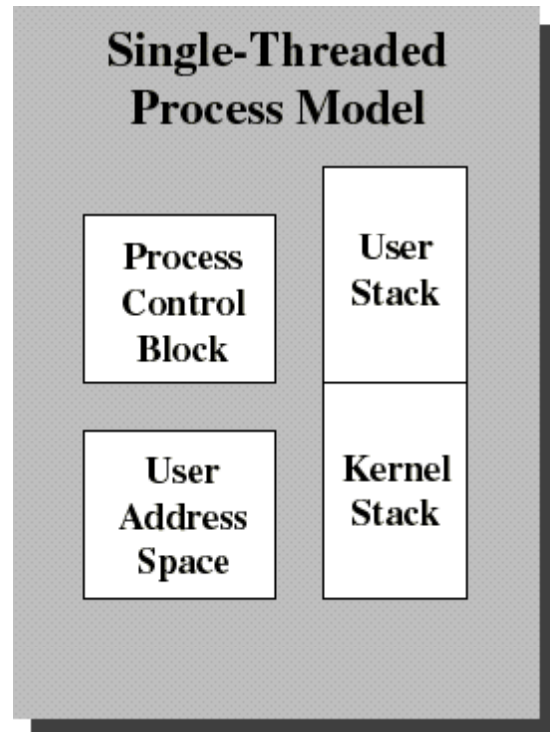 Single-Threaded
Process Model
Process
Control
Block
User
Address
Space
User
Stack
Kernel
Stack